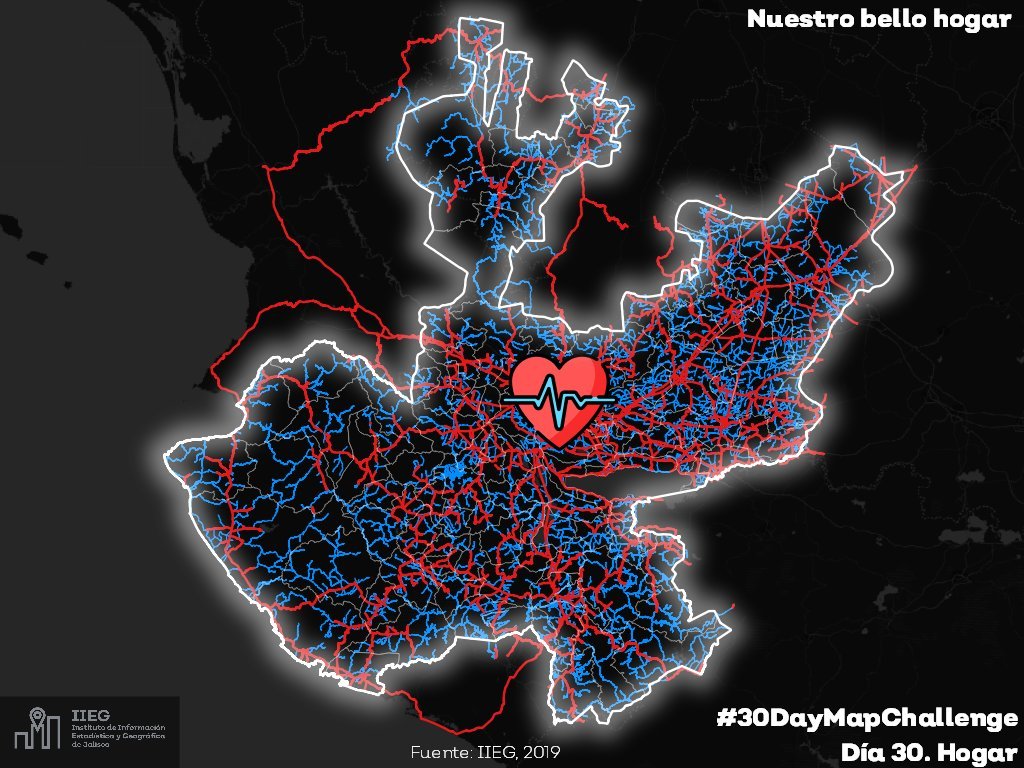 Nuestro bello hogar
#30DayMapChallenge
Día 30. Hogar
IIEG
Instituto de Información
Estadística y Geográfica
de Jalisco
Fuente: IIEG, 2019